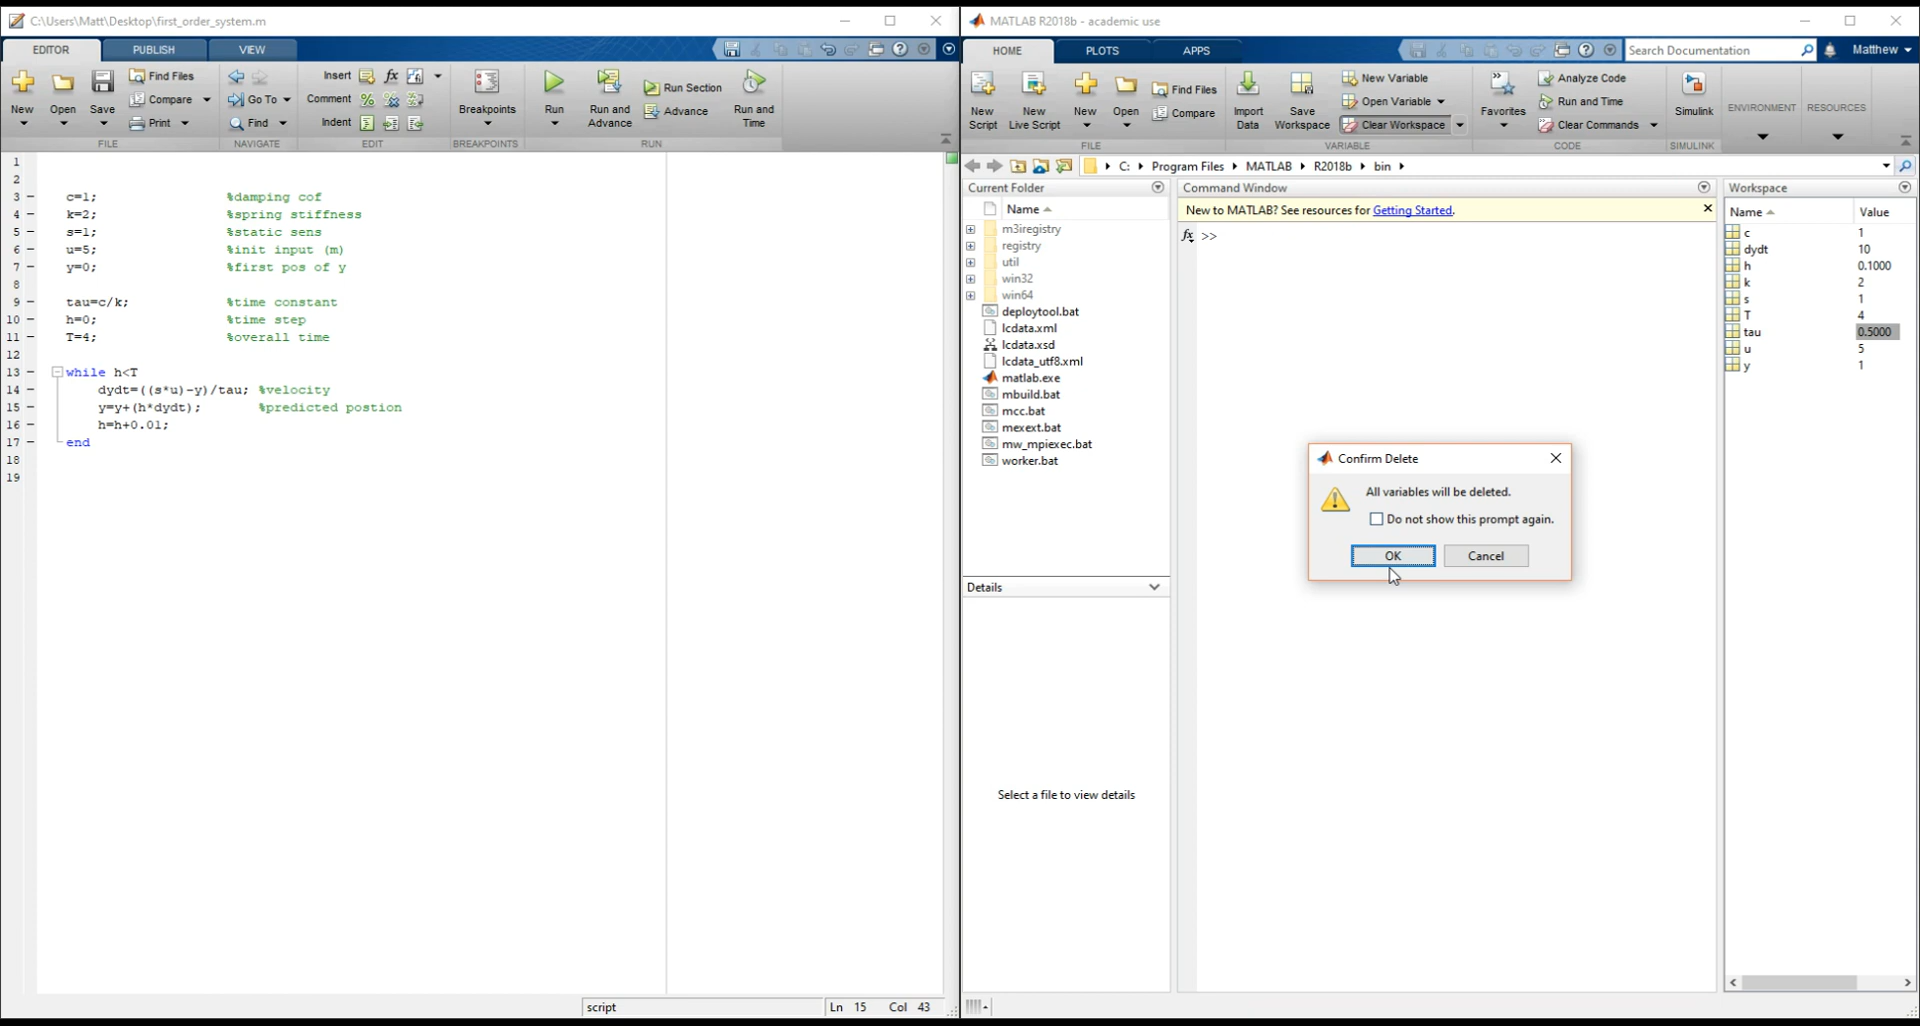 C:\Users\Matt\Desktop\first_order_system.m
EDITOR PUBLISH VIEW
New Open Save Find Files Compare Print
FILE
Go To Find
NAVIGATE
Insert fx
Comment
Indent
EDIT
Breakpoints
BREAKPOINTS
Run Run and Advance Run Section Advance Run and Time
RUN
1
2
3 – c=1; %damping cof
4 – k=2; %spring stiffness
5 – s=1; %static sens
6 – u=5; %init input (m)
7 – y=0; %first pos of y
8
9 – tau=c/k; %time constant
10 – h=0; %time step
11 – T=4; %overall time
12
13 – while h<T
14 – dydt=((s*u)-y)/tau; %velocity
15 – y=y+(h*dydt); %predicted postion
16 – h=h+0.01;
17 – end
18
19
script Ln 15 Col 43
MATLAB R2018b - academic use
HOME PLOTS APPS
Search Documentation Matthew
New Script New Live Script New Open Find Files Compare
FILE
Import Data Save Workspace New Variable Open Variable Clear Workspace
VARIABLE
Favorites Analyze Code Run and Time Clear Commands
CODE
Simulink
SIMULINK
ENVIRONMENT
RESOURCES
C: Program Files MATLAB R2018b bin
Current Folder
Name
m3iregistry
registry
util
win32
win64
deploytool.bat
lcdata.xml
lcdata.xsd
lcdata_utf8.xml
matlab.exe
mbuild.bat
mcc.bat
mexext.bat
mw_mpiexec.bat
worker.bat
Details
Select a file to view details
Command Window
New to MATLAB? See resources for Getting Started.
fx >>
Confirm Delete
All variables will be deleted.
Do not show this prompt again.
OK Cancel
Workspace
Name Value
c 1
dydt 10
h 0.1000
k 2
s 1
T 4
tau 0.5000
u 5
y 1